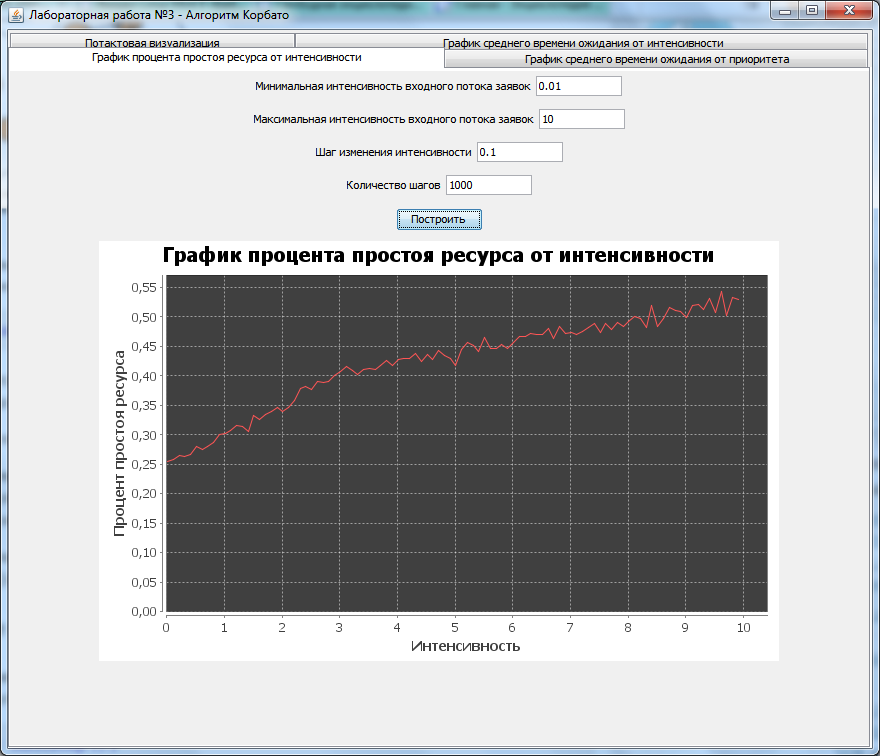 Лабораторная работа №3 - Алгоритм Корбато
Потактовая визуализация
График среднего времени ожидания от интенсивности
График процента простоя ресурса от интенсивности
График среднего времени ожидания от приоритета
Минимальная интенсивность входного потока заявок 0.01
Максимальная интенсивность входного потока заявок 10
Шаг изменения интенсивности 0.1
Количество шагов 1000
Построить
График процента простоя ресурса от интенсивности
Процент простоя ресурса
0,55
0,50
0,45
0,40
0,35
0,30
0,25
0,20
0,15
0,10
0,05
0,00
0 1 2 3 4 5 6 7 8 9 10
Интенсивность